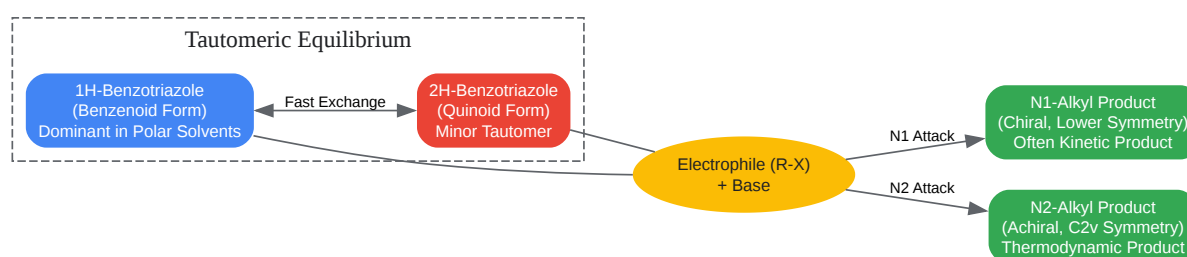 Tautomeric Equilibrium
1H-Benzotriazole
(Benzenoid Form)
Dominant in Polar Solvents
Fast Exchange
2H-Benzotriazole
(Quinoid Form)
Minor Tautomer
Electrophile (R-X)
+ Base
N1 Attack
N2 Attack
N1-Alkyl Product
(Chiral, Lower Symmetry)
Often Kinetic Product
N2-Alkyl Product
(Achiral, C2v Symmetry)
Thermodynamic Product